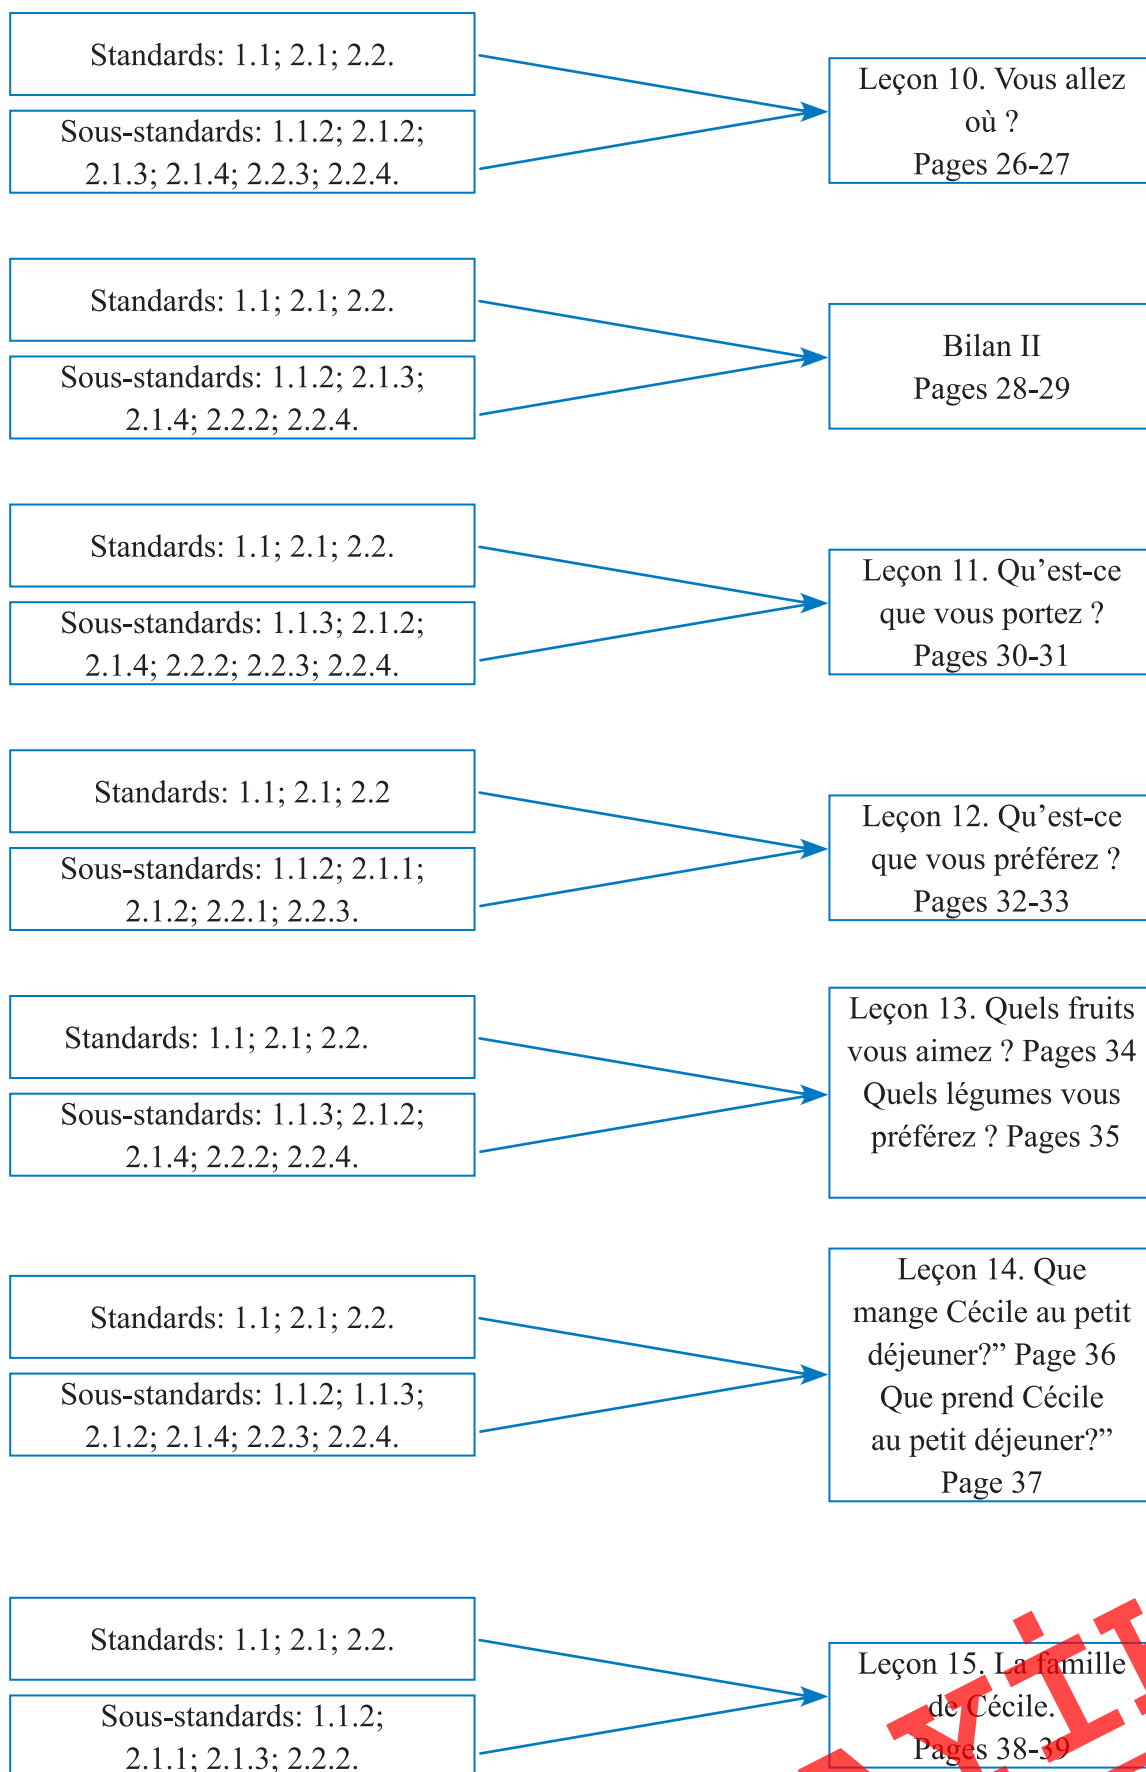 Standards: 1.1; 2.1; 2.2.
Sous-standards: 1.1.2; 2.1.2;
2.1.3; 2.1.4; 2.2.3; 2.2.4.
Leçon 10. Vous allez
où ?
Pages 26-27
Standards: 1.1; 2.1; 2.2.
Sous-standards: 1.1.2; 2.1.3;
2.1.4; 2.2.2; 2.2.4.
Bilan II
Pages 28-29
Standards: 1.1; 2.1; 2.2.
Sous-standards: 1.1.3; 2.1.2;
2.1.4; 2.2.2; 2.2.3; 2.2.4.
Leçon 11. Qu’est-ce
que vous portez ?
Pages 30-31
Standards: 1.1; 2.1; 2.2
Sous-standards: 1.1.2; 2.1.1;
2.1.2; 2.2.1; 2.2.3.
Leçon 12. Qu’est-ce
que vous préférez ?
Pages 32-33
Standards: 1.1; 2.1; 2.2.
Sous-standards: 1.1.3; 2.1.2;
2.1.4; 2.2.2; 2.2.4.
Leçon 13. Quels fruits
vous aimez ? Pages 34
Quels légumes vous
préférez ? Pages 35
Standards: 1.1; 2.1; 2.2.
Sous-standards: 1.1.2; 1.1.3;
2.1.2; 2.1.4; 2.2.3; 2.2.4.
Leçon 14. Que
mange Cécile au petit
déjeuner?” Page 36
Que prend Cécile
au petit déjeuner?”
Page 37
Standards: 1.1; 2.1; 2.2.
Sous-standards: 1.1.2;
2.1.1; 2.1.3; 2.2.2.
Leçon 15. La famille
de Cécile.
Pages 38-39